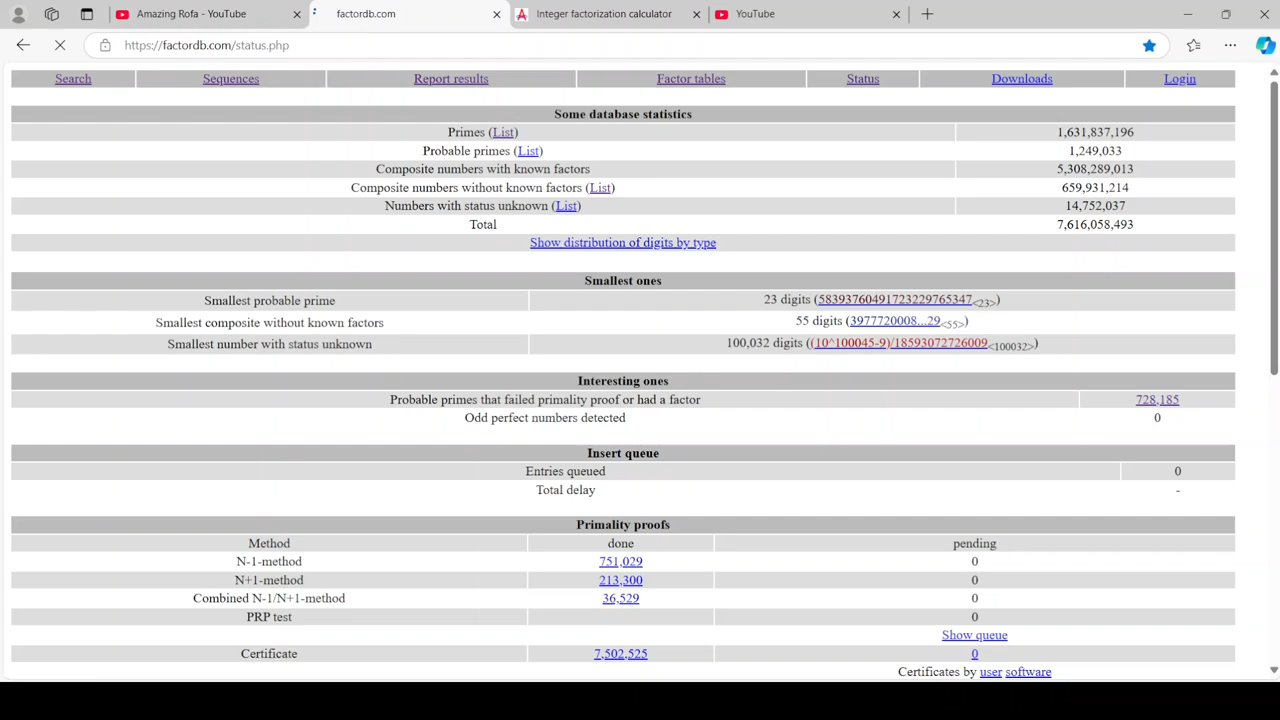 Amazing Rofa - YouTube
factordb.com
Integer factorization calculator
YouTube
https://factordb.com/status.php
Search Sequences Report results Factor tables Status Downloads Login
Some database statistics
Primes (List) 1,631,837,196
Probable primes (List) 1,249,033
Composite numbers with known factors 5,308,289,013
Composite numbers without known factors (List) 659,931,214
Numbers with status unknown (List) 14,752,037
Total 7,616,058,493
Show distribution of digits by type
Smallest ones
Smallest probable prime 23 digits (58393760491723229765347<23>)
Smallest composite without known factors 55 digits (3977720008...29<55>)
Smallest number with status unknown 100,032 digits ((10^100045-9)/18593072726009<100032>)
Interesting ones
Probable primes that failed primality proof or had a factor 728,185
Odd perfect numbers detected 0
Insert queue
Entries queued 0
Total delay -
Primality proofs
Method done pending
N-1-method 751,029 0
N+1-method 213,300 0
Combined N-1/N+1-method 36,529 0
PRP test 0
Show queue
Certificate 7,502,525 0
Certificates by user software